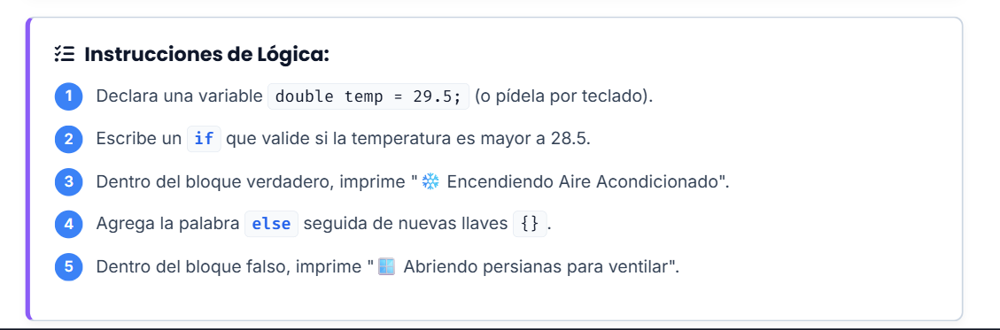 Instrucciones de Lógica:
1 Declara una variable double temp = 29.5; (o pídela por teclado).
2 Escribe un if que valide si la temperatura es mayor a 28.5.
3 Dentro del bloque verdadero, imprime "❄️ Encendiendo Aire Acondicionado".
4 Agrega la palabra else seguida de nuevas llaves {}.
5 Dentro del bloque falso, imprime "🪟 Abriendo persianas para ventilar".